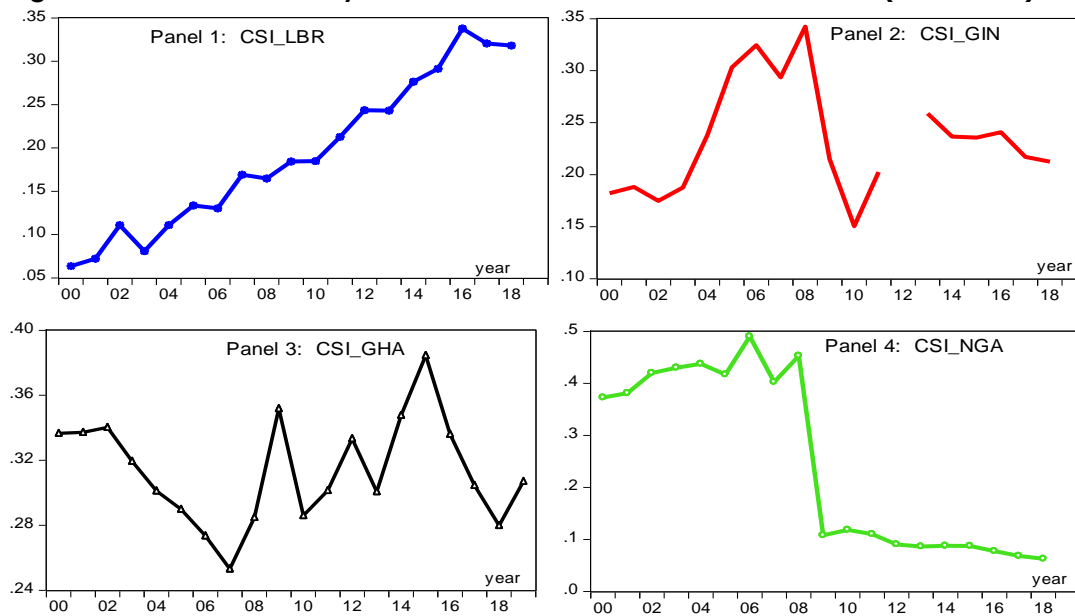 Panel 1: CSI_LBR
.35
.30
.25
.20
.15
.10
.05
year
00 02 04 06 08 10 12 14 16 18
Panel 2: CSI_GIN
.35
.30
.25
.20
.15
.10
year
00 02 04 06 08 10 12 14 16 18
Panel 3: CSI_GHA
.40
.36
.32
.28
.24
year
00 02 04 06 08 10 12 14 16 18
Panel 4: CSI_NGA
.5
.4
.3
.2
.1
.0
year
00 02 04 06 08 10 12 14 16 18